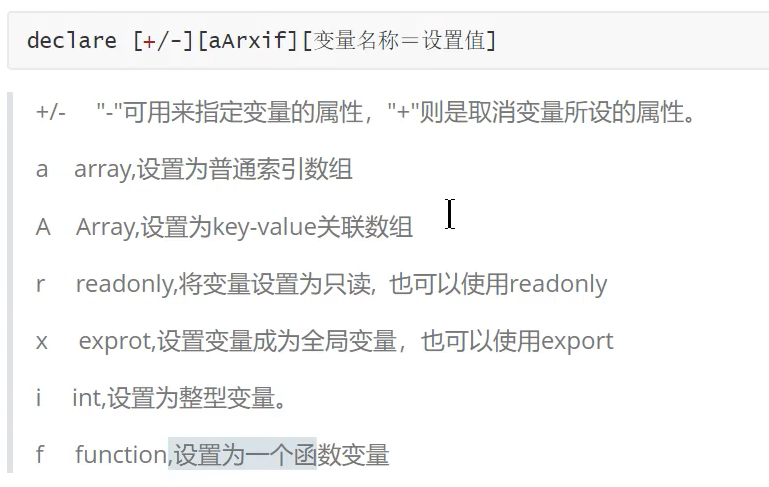 declare [+/-][aArxif][变量名称＝设置值]
+/- "-"可用来指定变量的属性，"+"则是取消变量所设的属性。
a array,设置为普通索引数组
A Array,设置为key-value关联数组
r readonly,将变量设置为只读，也可以使用readonly
x exprot,设置变量成为全局变量，也可以使用export
i int,设置为整型变量。
f function,设置为一个函数变量